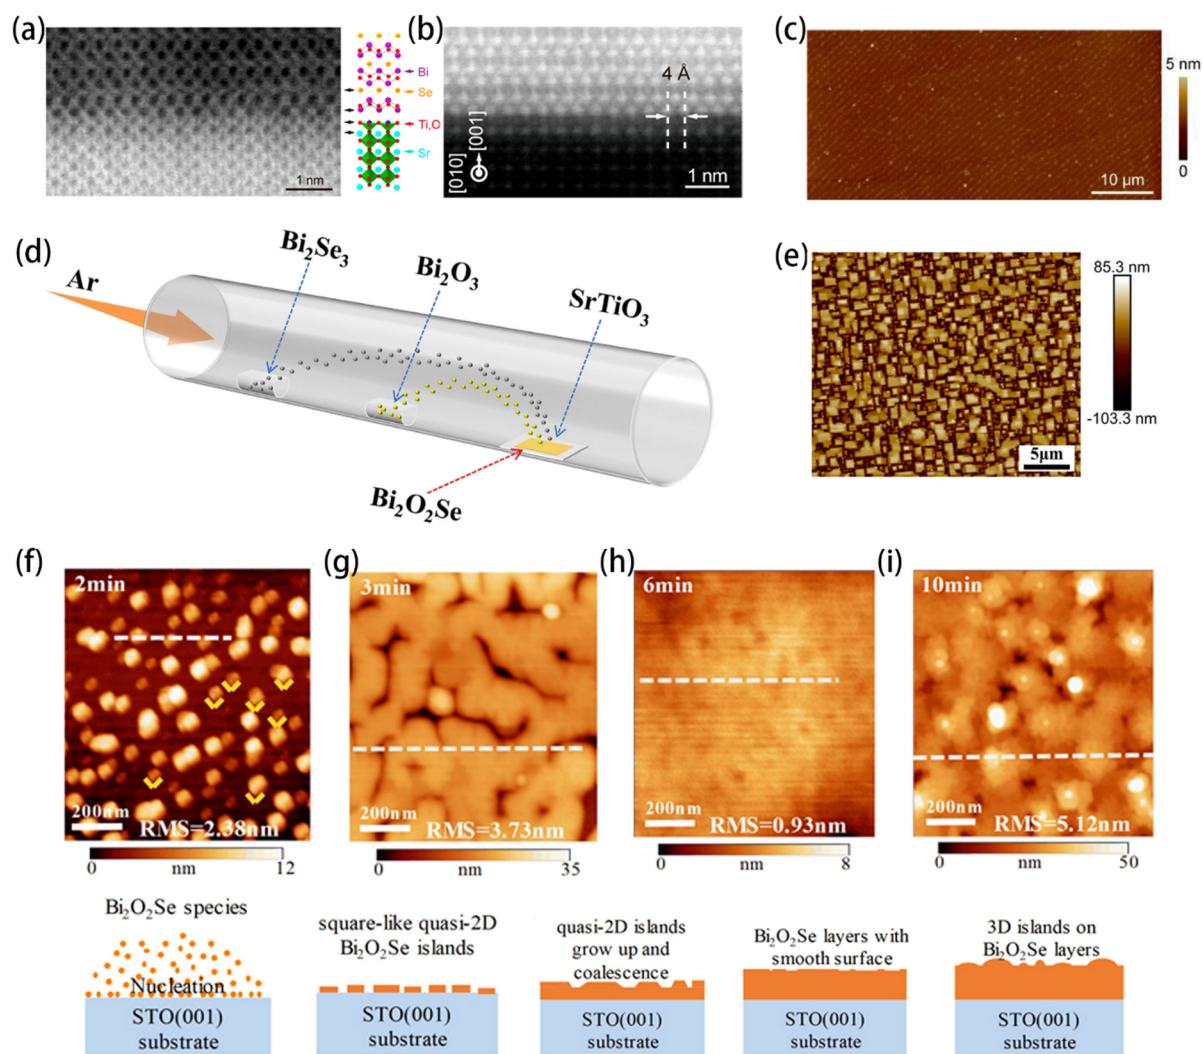 (a)
Bi
Se
Ti,O
Sr
1 nm
(b)
4 Å
[010]
[001]
1 nm
(c)
10 μm
5 nm
0
(d)
Ar
Bi₂Se₃
Bi₂O₃
SrTiO₃
Bi₂O₂Se
(e)
5μm
85.3 nm
-103.3 nm
(f)
2min
200nm
RMS=2.38nm
0 nm 12
(g)
3min
200nm
RMS=3.73nm
0 nm 35
(h)
6min
200nm
RMS=0.93nm
0 nm 8
(i)
10min
200nm
RMS=5.12nm
0 nm 50
Bi₂O₂Se species
Nucleation
STO(001)
substrate
square-like quasi-2D
Bi₂O₂Se islands
STO(001)
substrate
quasi-2D islands
grow up and
coalescence
STO(001)
substrate
Bi₂O₂Se layers with
smooth surface
STO(001)
substrate
3D islands on
Bi₂O₂Se layers
STO(001)
substrate